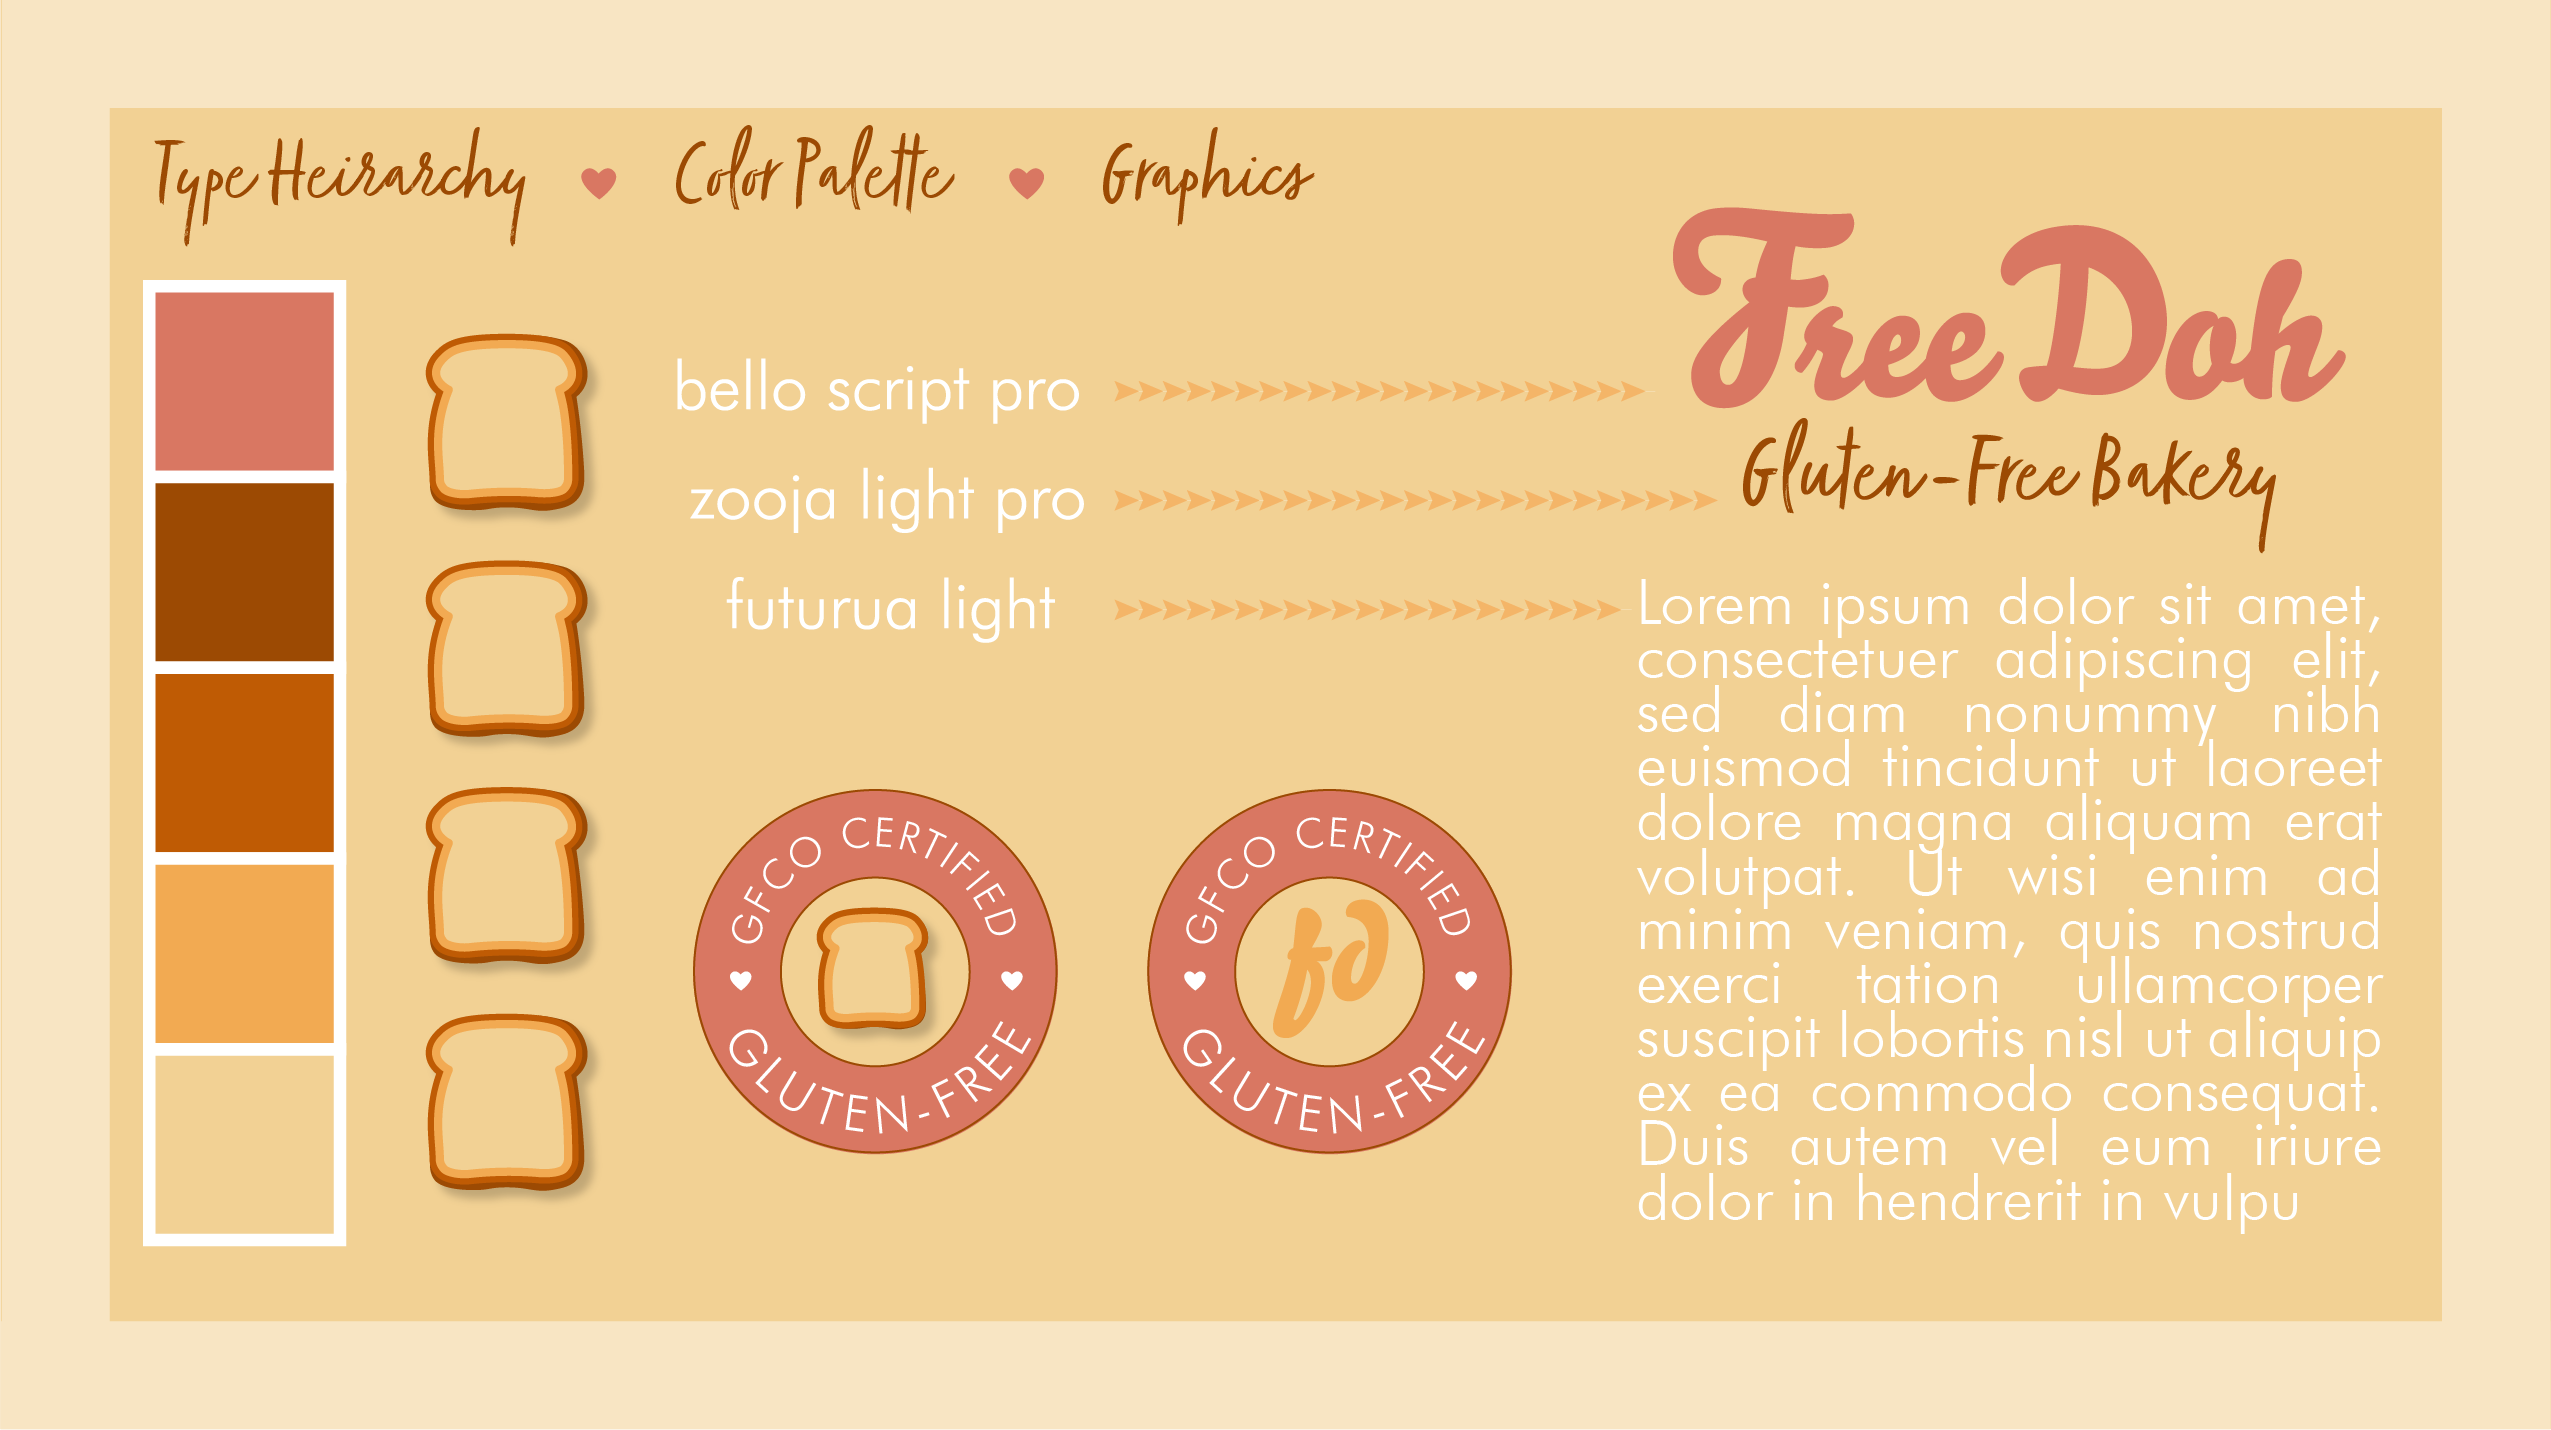 Type Heirarchy ♥ Color Palette ♥ Graphics
Free Doh
Gluten-Free Bakery
bello script pro
zooja light pro
futurua light
Lorem ipsum dolor sit amet,
consectetuer adipiscing elit,
sed diam nonummy nibh
euismod tincidunt ut laoreet
dolore magna aliquam erat
volutpat. Ut wisi enim ad
minim veniam, quis nostrud
exerci tation ullamcorper
suscipit lobortis nisl ut aliquip
ex ea commodo consequat.
Duis autem vel eum iriure
dolor in hendrerit in vulpu
GFCO CERTIFIED
GLUTEN-FREE
GFCO CERTIFIED
fd
GLUTEN-FREE